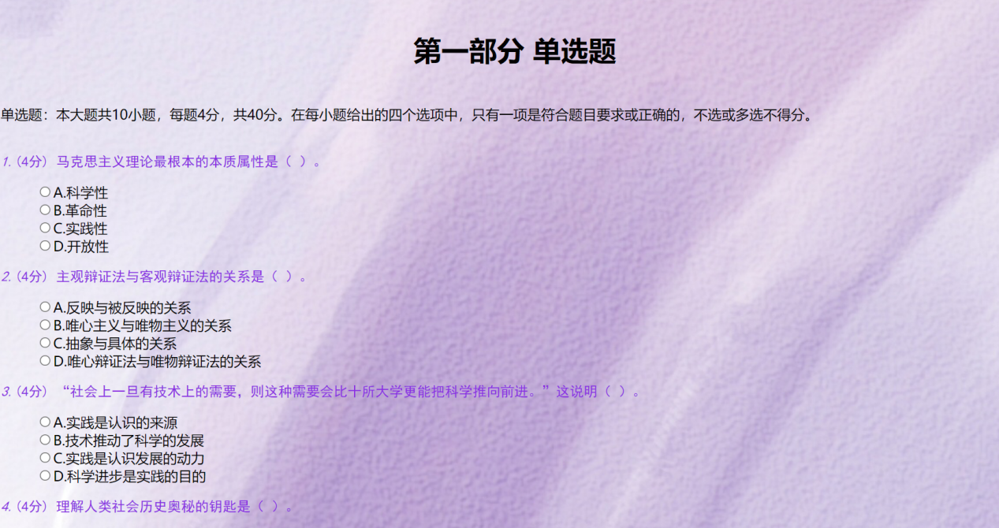 第一部分 单选题
单选题：本大题共10小题，每题4分，共40分。在每小题给出的四个选项中，只有一项是符合题目要求或正确的，不选或多选不得分。
1.（4分） 马克思主义理论最根本的本质属性是（ ）。
A.科学性
B.革命性
C.实践性
D.开放性
2.（4分） 主观辩证法与客观辩证法的关系是（ ）。
A.反映与被反映的关系
B.唯心主义与唯物主义的关系
C.抽象与具体的关系
D.唯心辩证法与唯物辩证法的关系
3.（4分） “社会上一旦有技术上的需要，则这种需要会比十所大学更能把科学推向前进。”这说明（ ）。
A.实践是认识的来源
B.技术推动了科学的发展
C.实践是认识发展的动力
D.科学进步是实践的目的
4.（4分） 理解人类社会历史奥秘的钥匙是（ ）。